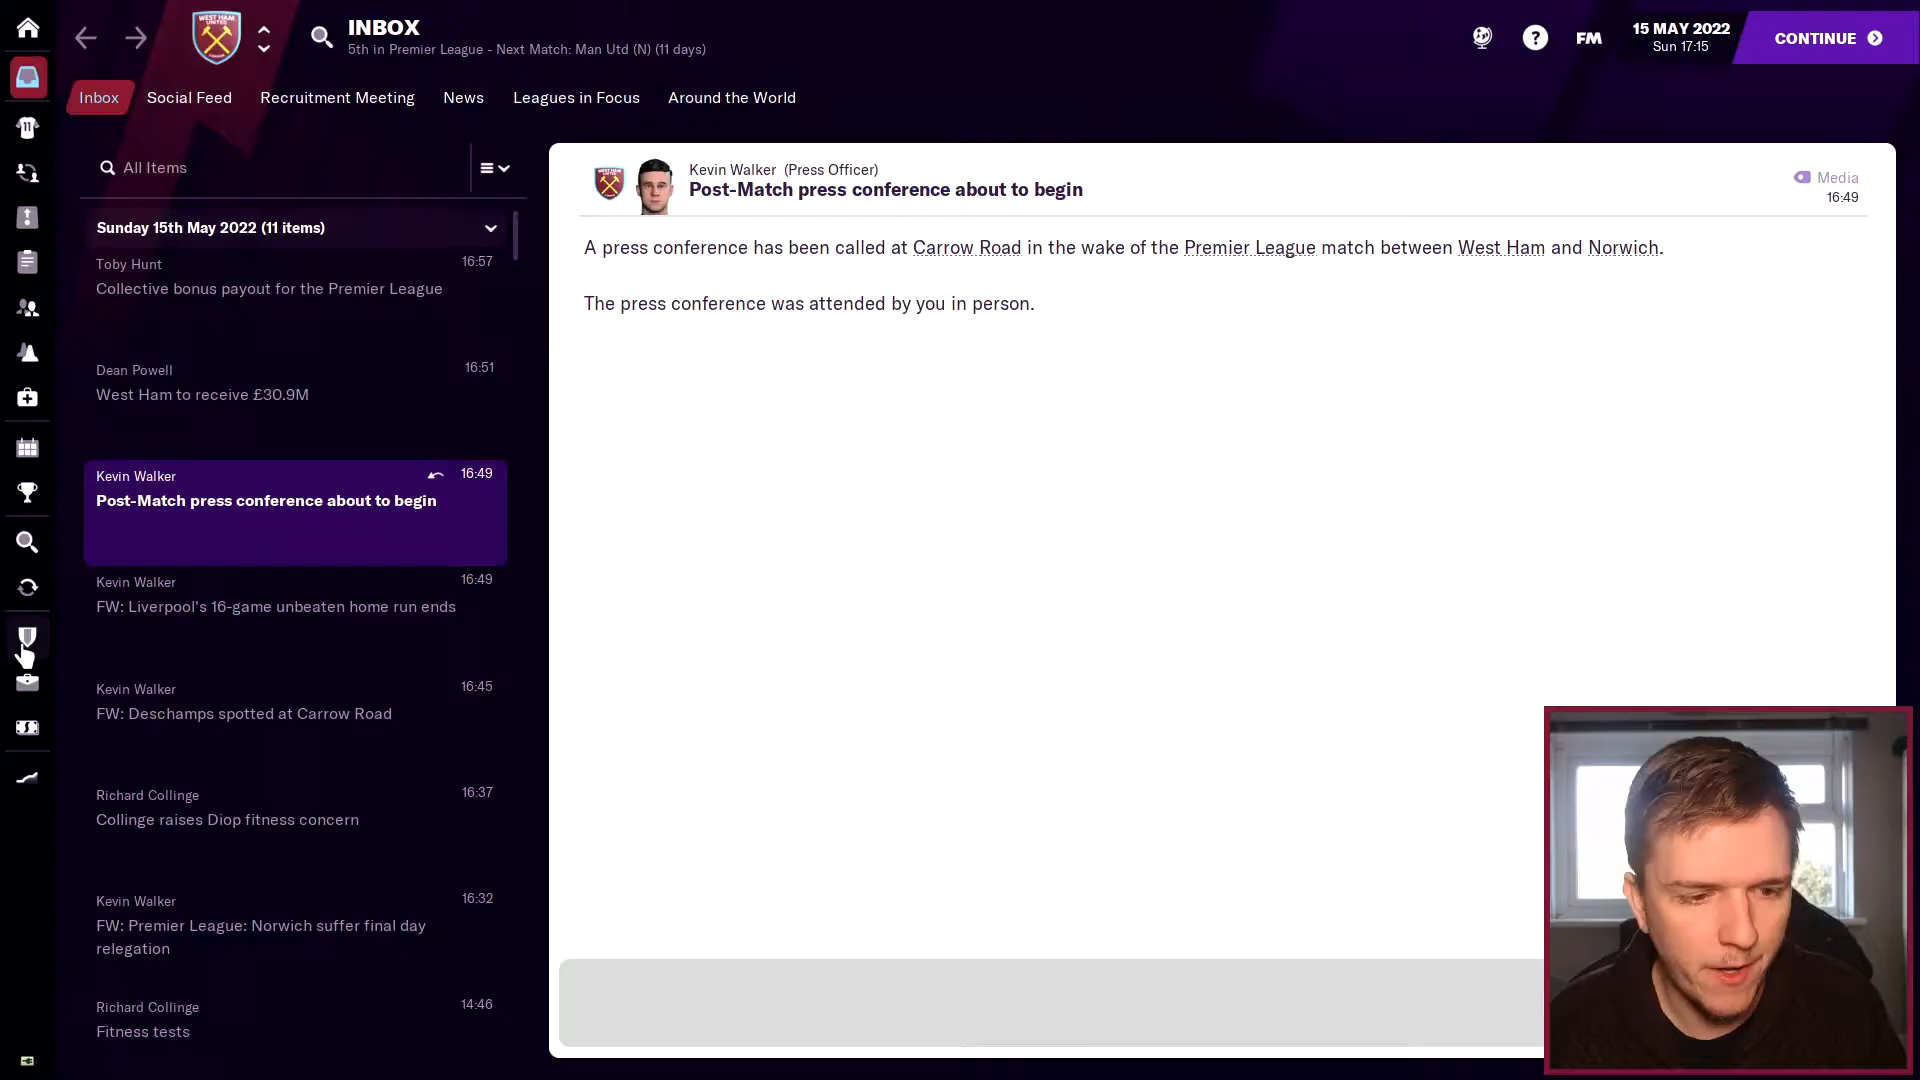 INBOX
5th in Premier League - Next Match: Man Utd (N) (11 days)
FM
15 MAY 2022
Sun 17:15
CONTINUE
Inbox
Social Feed
Recruitment Meeting
News
Leagues in Focus
Around the World
All Items
Sunday 15th May 2022 (11 items)
Toby Hunt
16:57
Collective bonus payout for the Premier League
Dean Powell
16:51
West Ham to receive £30.9M
Kevin Walker
16:49
Post-Match press conference about to begin
Kevin Walker
16:49
FW: Liverpool's 16-game unbeaten home run ends
Kevin Walker
16:45
FW: Deschamps spotted at Carrow Road
Richard Collinge
16:37
Collinge raises Diop fitness concern
Kevin Walker
16:32
FW: Premier League: Norwich suffer final day
relegation
Richard Collinge
14:46
Fitness tests
Kevin Walker (Press Officer)
Post-Match press conference about to begin
Media
16:49
A press conference has been called at Carrow Road in the wake of the Premier League match between West Ham and Norwich.
The press conference was attended by you in person.
WEST HAM
UNITED
11